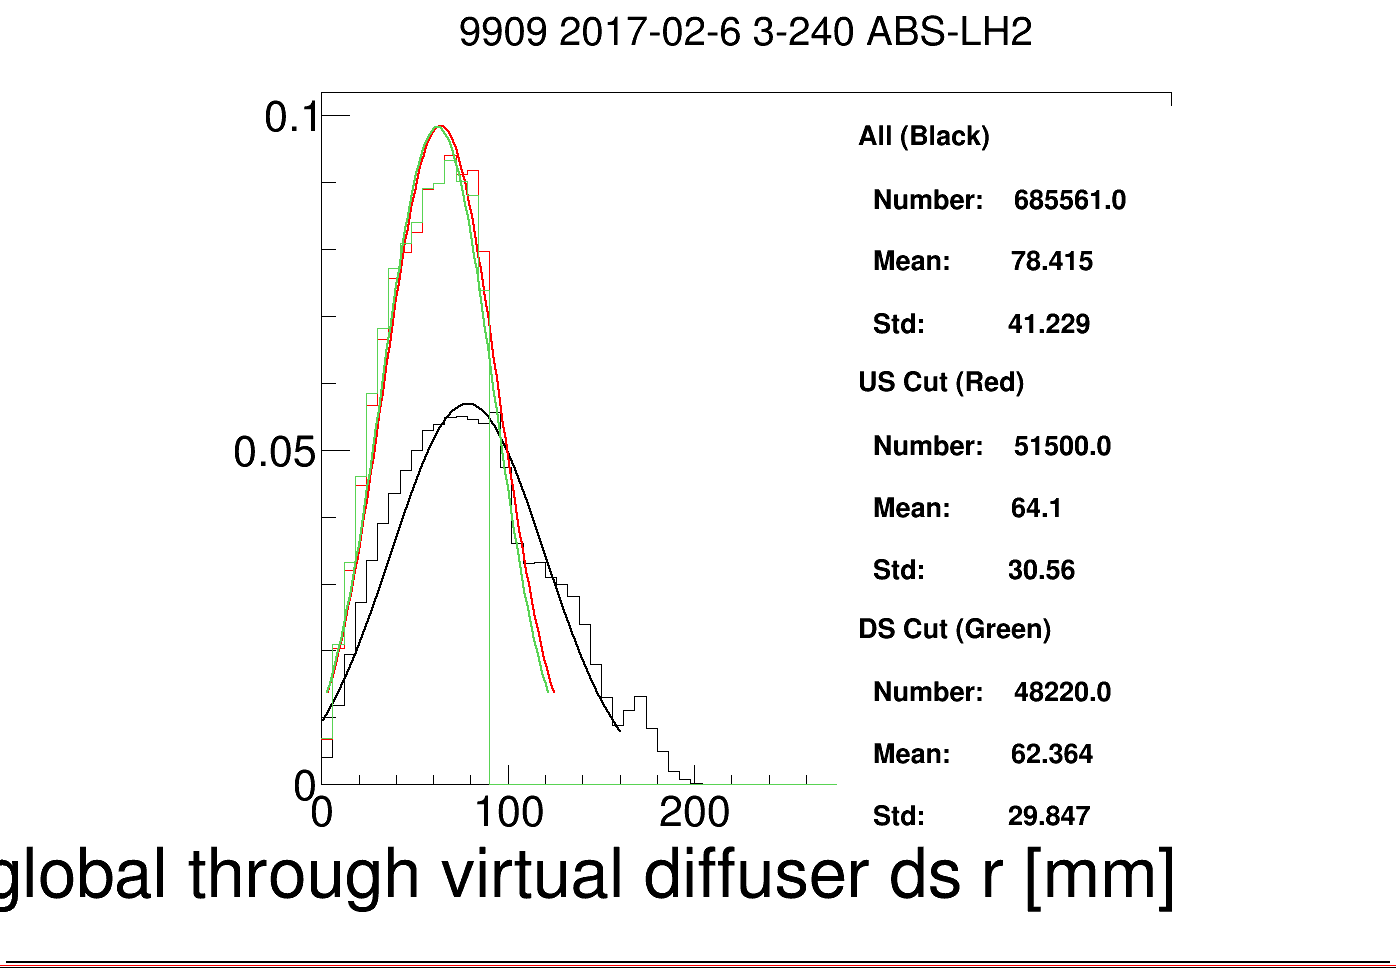 9909 2017-02-6 3-240 ABS-LH2
0.1
0.05
0
0 100 200
global through virtual diffuser ds r [mm]
All (Black)
Number: 685561.0
Mean: 78.415
Std: 41.229
US Cut (Red)
Number: 51500.0
Mean: 64.1
Std: 30.56
DS Cut (Green)
Number: 48220.0
Mean: 62.364
Std: 29.847